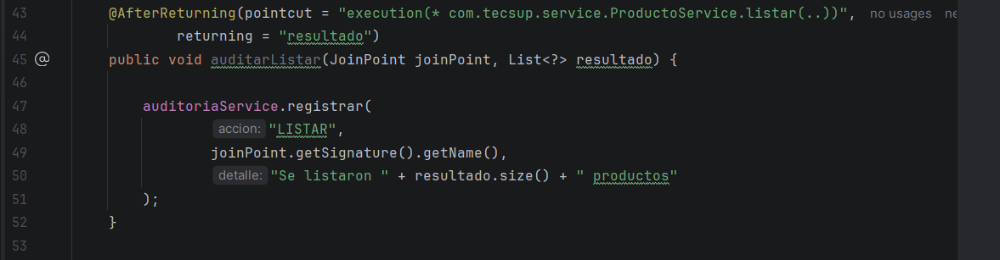 43 @AfterReturning(pointcut = "execution(* com.tecsup.service.ProductoService.listar(..))", no usages
44 returning = "resultado")
45 public void auditarListar(JoinPoint joinPoint, List<?> resultado) {
46
47 auditoriaService.registrar(
48 accion: "LISTAR",
49 joinPoint.getSignature().getName(),
50 detalle: "Se listaron " + resultado.size() + " productos"
51 );
52 }
53